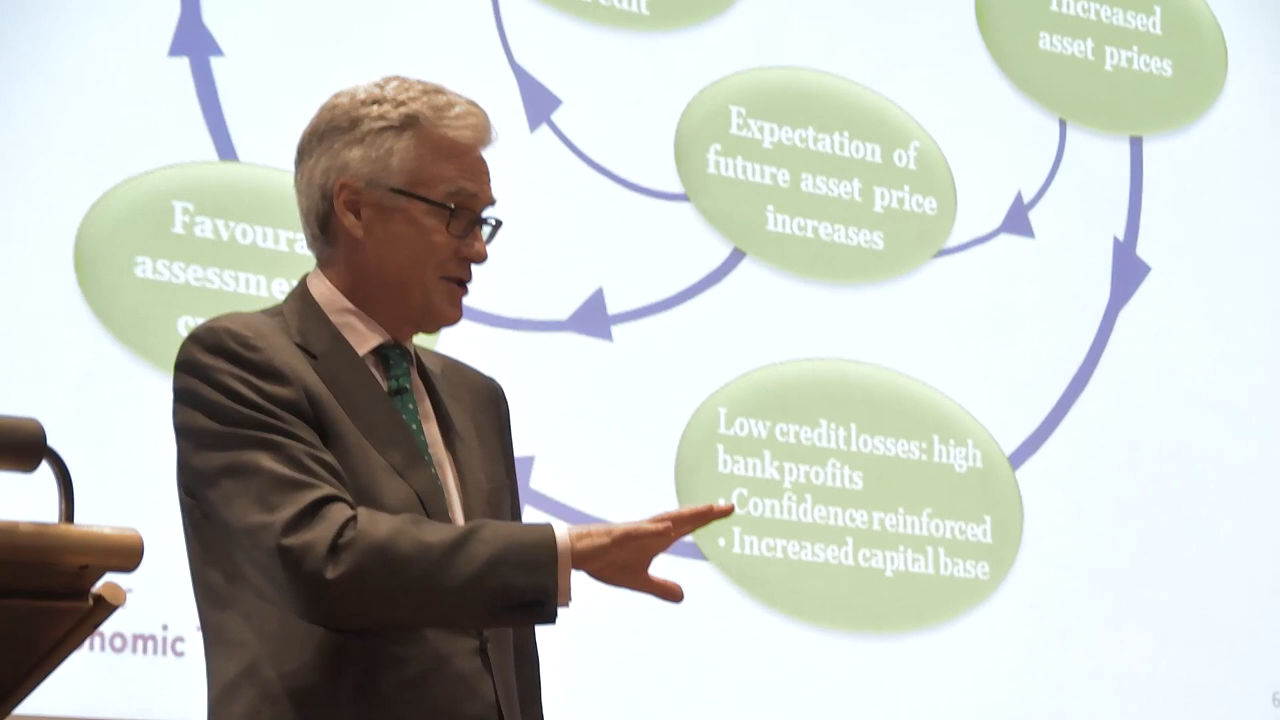 Increased
asset prices
Expectation of
future asset price
increases
Low credit losses: high
bank profits
• Confidence reinforced
• Increased capital base
6